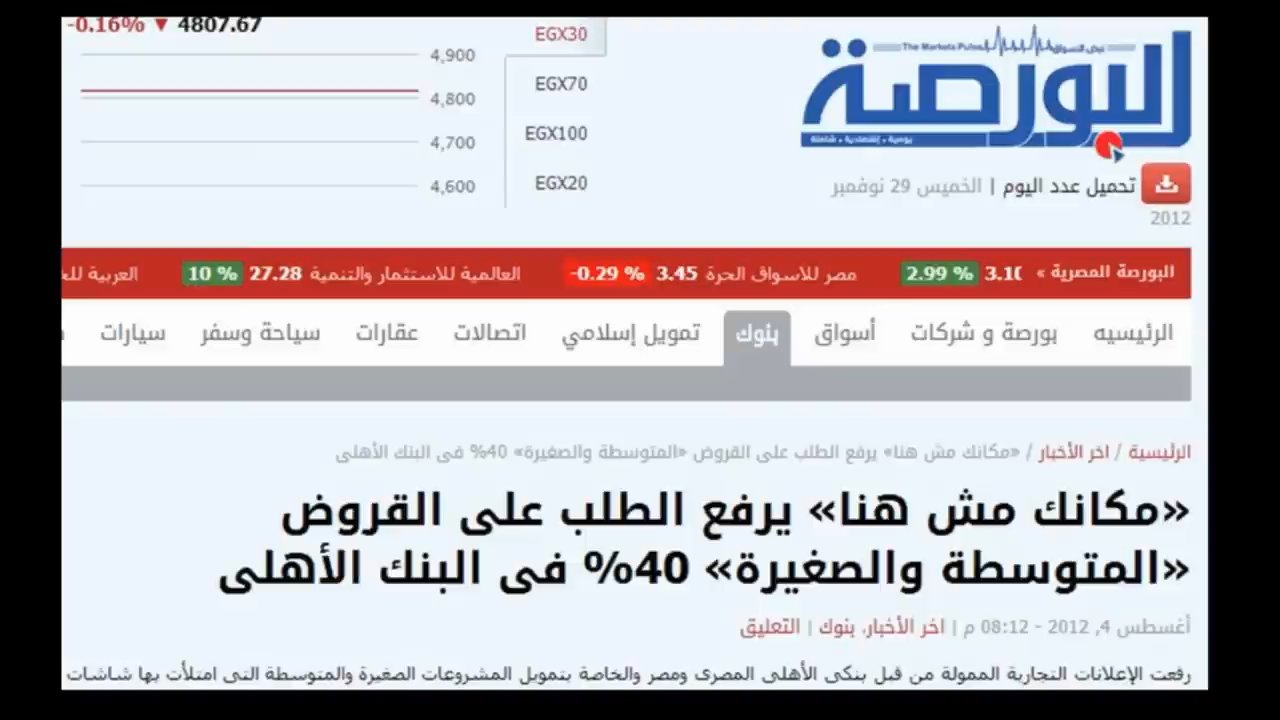 -0.16% ▼ 4807.67
4,900
4,800
4,700
4,600
EGX30
EGX70
EGX100
EGX20
The Markets Pulse نبض الأسواق
البورصة
يومية • إقتصادية • شاملة
تحميل عدد اليوم | الخميس 29 نوفمبر
2012
البورصة المصرية » 3.10 2.99 % مصر للاسواق الحرة 3.45 -0.29 % العالمية للاستثمار والتنمية 27.28 10 % العربية
الرئيسيه بورصة و شركات أسواق بنوك تمويل إسلامي اتصالات عقارات سياحة وسفر سيارات
الرئيسية / اخر الأخبار / «مكانك مش هنا» يرفع الطلب على القروض «المتوسطة والصغيرة» 40% فى البنك الأهلى
«مكانك مش هنا» يرفع الطلب على القروض
«المتوسطة والصغيرة» 40% فى البنك الأهلى
أغسطس 4, 2012 - 08:12 م | اخر الأخبار, بنوك | التعليق
رفعت الإعلانات التجارية الممولة من قبل بنكى الأهلى المصرى ومصر والخاصة بتمويل المشروعات الصغيرة والمتوسطة التى امتلأت بها شاشات